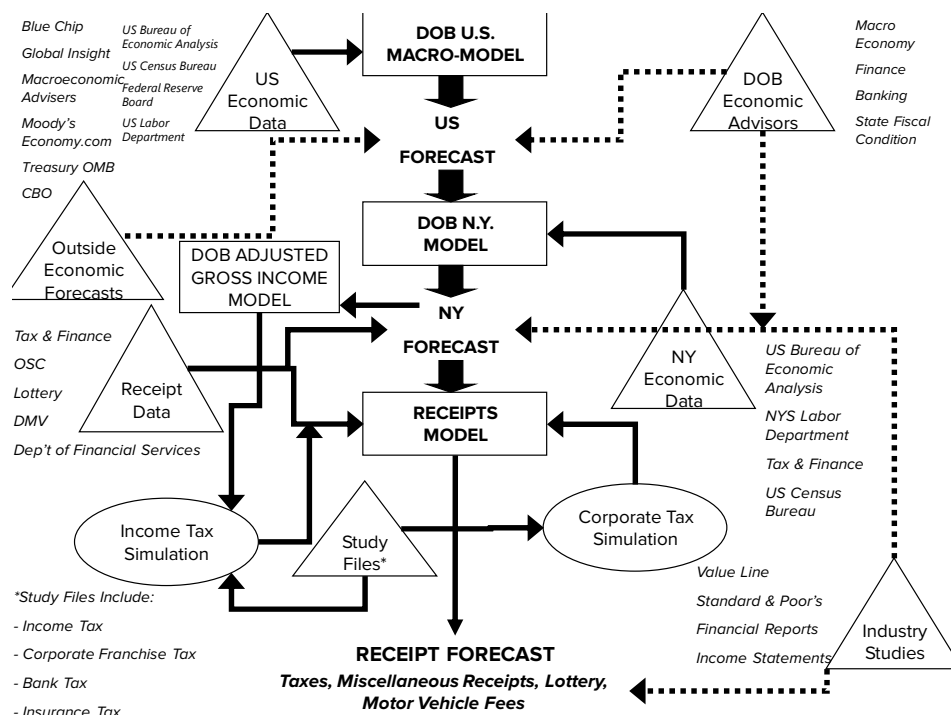 Blue Chip
Global Insight
Macroeconomic
Advisers
Moody's
Economy.com
Treasury OMB
CBO
US Bureau of
Economic Analysis
US Census Bureau
Federal Reserve
Board
US Labor
Department
US
Economic
Data
DOB U.S.
MACRO-MODEL
DOB
Economic
Advisors
Macro
Economy
Finance
Banking
State Fiscal
Condition
US
FORECAST
Outside
Economic
Forecasts
DOB ADJUSTED
GROSS INCOME
MODEL
DOB N.Y.
MODEL
NY
FORECAST
NY
Economic
Data
US Bureau of
Economic
Analysis
NYS Labor
Department
Tax & Finance
US Census
Bureau
Tax & Finance
OSC
Lottery
DMV
Dep't of Financial Services
Receipt
Data
RECEIPTS
MODEL
Income Tax
Simulation
Study
Files*
Corporate Tax
Simulation
*Study Files Include:
- Income Tax
- Corporate Franchise Tax
- Bank Tax
- Insurance Tax
Value Line
Standard & Poor's
Financial Reports
Income Statements
Industry
Studies
RECEIPT FORECAST
Taxes, Miscellaneous Receipts, Lottery,
Motor Vehicle Fees